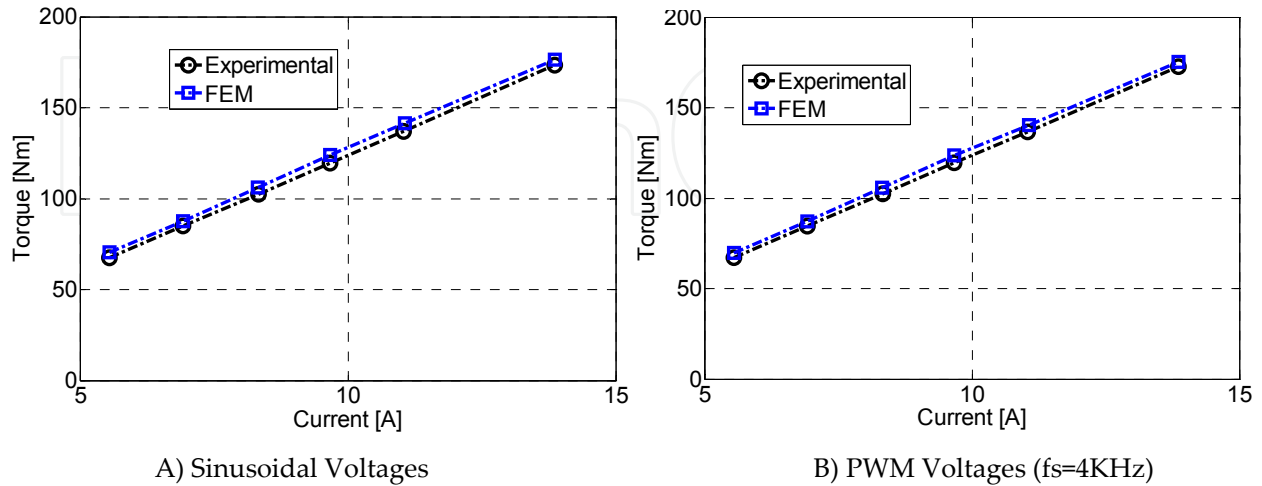 200
150
100
50
0
5
10
15
Torque [Nm]
Current [A]
Experimental
FEM
A) Sinusoidal Voltages
200
150
100
50
0
5
10
15
Torque [Nm]
Current [A]
Experimental
FEM
B) PWM Voltages (fs=4KHz)